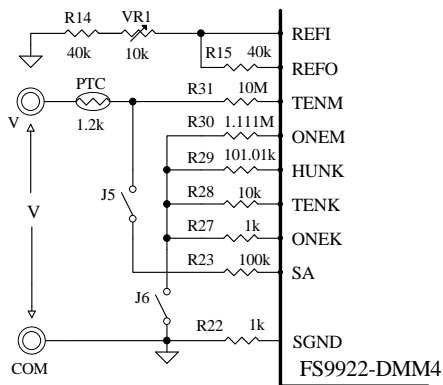 R14 VR1 REFI
40k 10k R15 40k REFO
PTC R31 10M TENM
V 1.2k R30 1.111M ONEM
R29 101.01k HUNK
V J5 R28 10k TENK
R27 1k ONEK
R23 100k SA
J6
R22 1k SGND
COM FS9922-DMM4